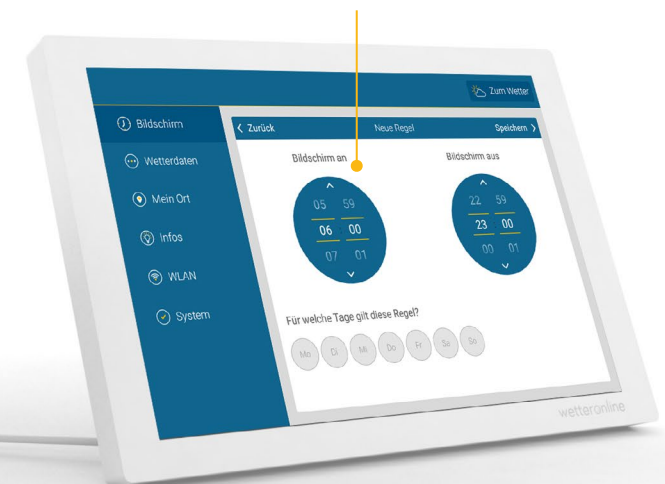 Zum Wetter
Bildschirm
Wetterdaten
Mein Ort
Infos
WLAN
System
Zurück
Neue Regel
Speichern
Bildschirm an
05 59
06 00
07 01
Bildschirm aus
22 59
23 00
00 01
Für welche Tage gilt diese Regel?
Mo Di Mi Do Fr Sa So
wetteronline